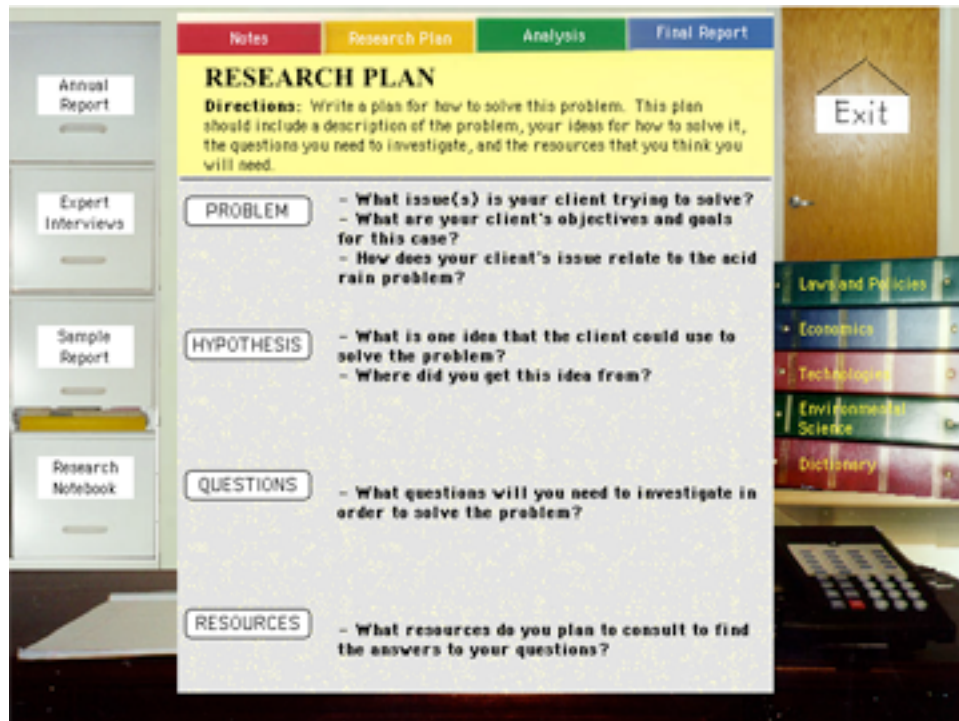 Notes
Research Plan
Analysis
Final Report
RESEARCH PLAN
Directions: Write a plan for how to solve this problem. This plan
should include a description of the problem, your ideas for how to solve it,
the questions you need to investigate, and the resources that you think you
will need.
PROBLEM
- What issue(s) is your client trying to solve?
- What are your client's objectives and goals
for this case?
- How does your client's issue relate to the acid
rain problem?
HYPOTHESIS
- What is one idea that the client could use to
solve the problem?
- Where did you get this idea from?
QUESTIONS
- What questions will you need to investigate in
order to solve the problem?
RESOURCES
- What resources do you plan to consult to find
the answers to your questions?
Annual
Report
Expert
Interviews
Sample
Report
Research
Notebook
Exit
Laws and Policies
Economics
Technologies
Environmental
Science
Dictionary